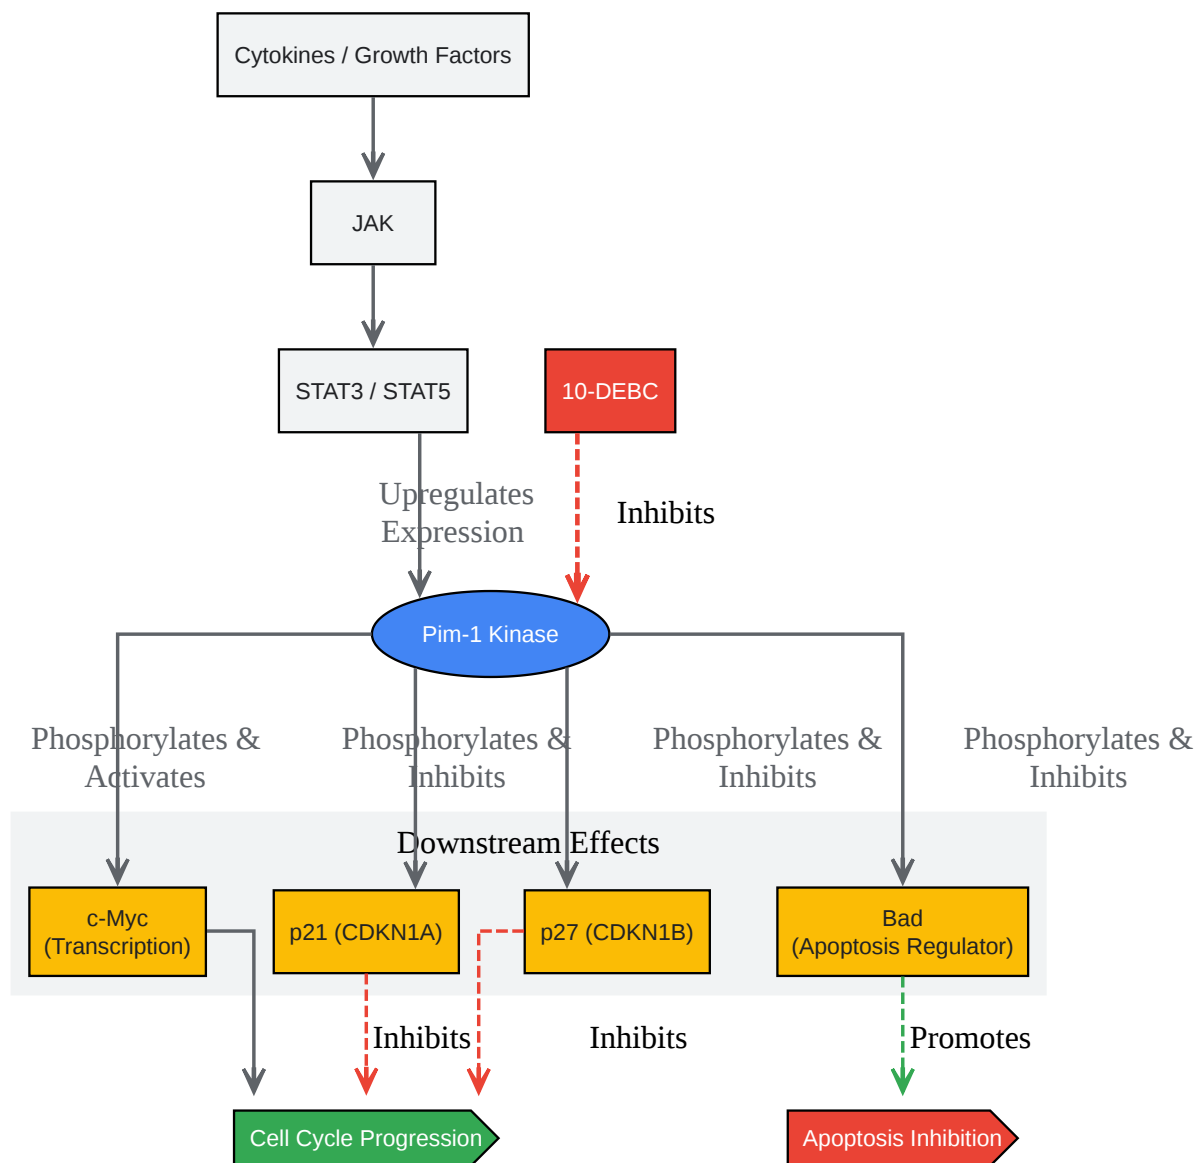 Cytokines / Growth Factors
JAK
STAT3 / STAT5
10-DEBC
Upregulates
Expression
Inhibits
Pim-1 Kinase
Phosphorylates &
Activates
Phosphorylates &
Inhibits
Phosphorylates &
Inhibits
Phosphorylates &
Inhibits
Downstream Effects
c-Myc
(Transcription)
p21 (CDKN1A)
p27 (CDKN1B)
Bad
(Apoptosis Regulator)
Inhibits
Inhibits
Promotes
Cell Cycle Progression
Apoptosis Inhibition